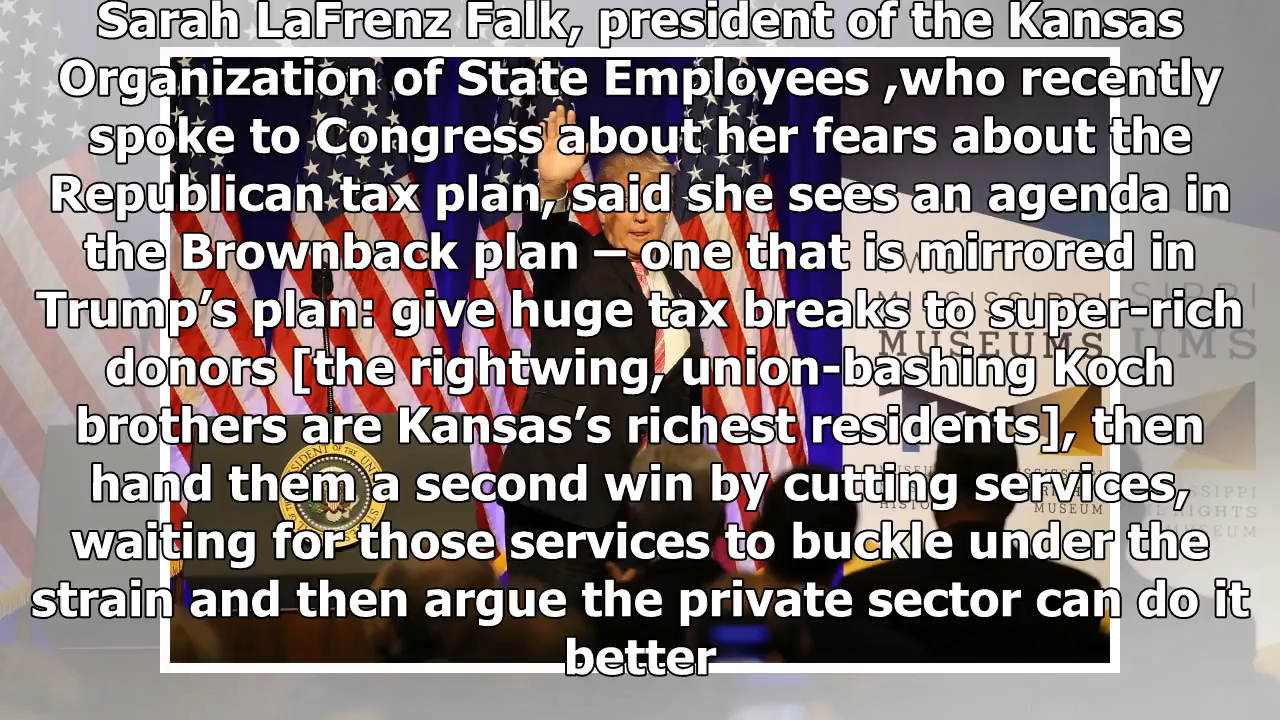 Sarah LaFrenz Falk, president of the Kansas
Organization of State Employees ,who recently
spoke to Congress about her fears about the
Republican tax plan, said she sees an agenda in
the Brownback plan – one that is mirrored in
Trump’s plan: give huge tax breaks to super-rich
donors [the rightwing, union-bashing Koch
brothers are Kansas’s richest residents], then
hand them a second win by cutting services,
waiting for those services to buckle under the
strain and then argue the private sector can do it
better
MUSEUMS
MUSEUM